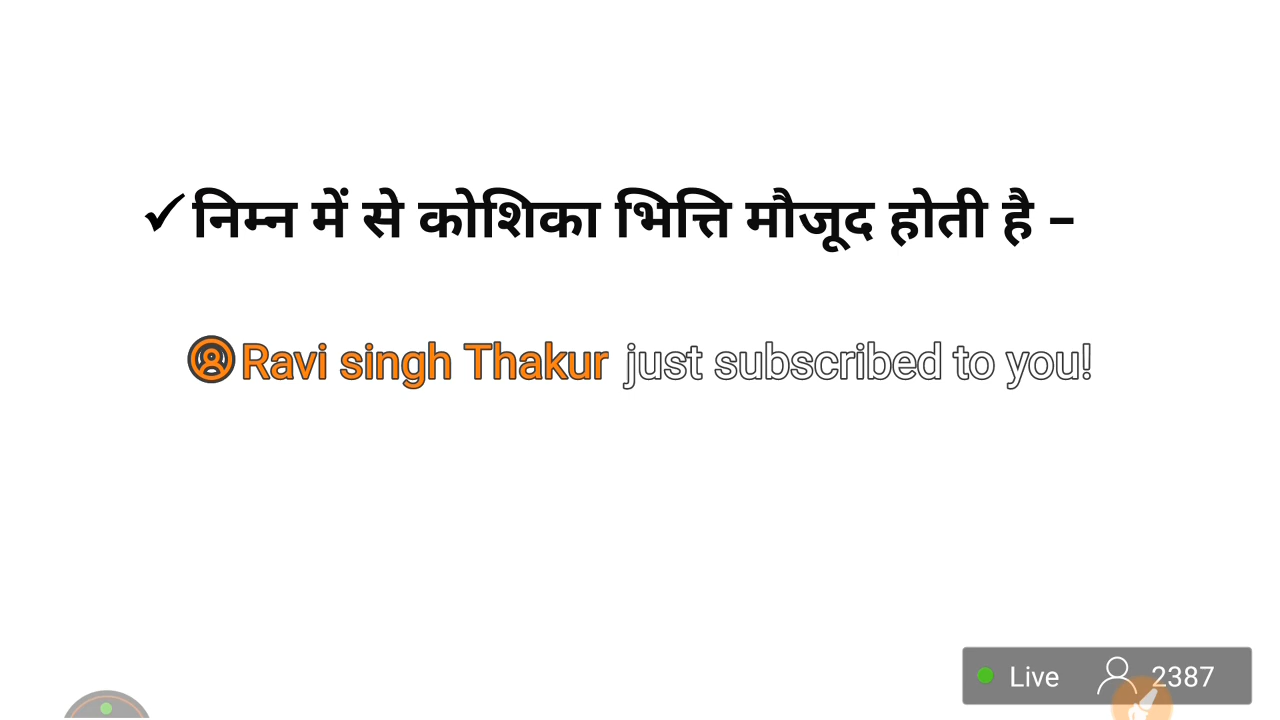 ✓निम्न में से कोशिका भित्ति मौजूद होती है –
Ravi singh Thakur just subscribed to you!
Live 2387